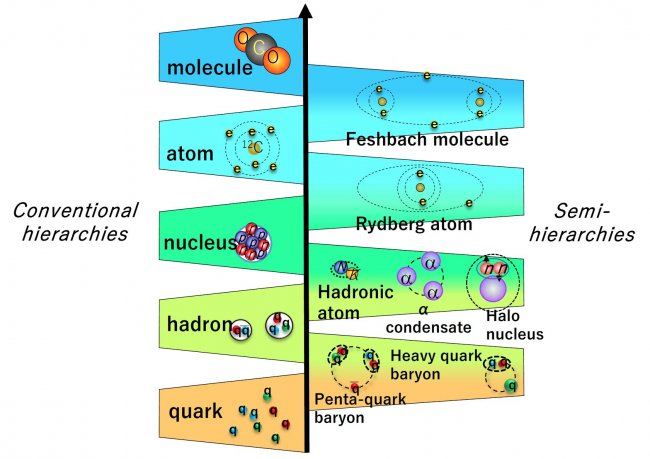 O C O
molecule
e
e e
e e
e
Feshbach molecule
e e e
¹²C
e e
e
atom
e
e e
Rydberg atom
Conventional
hierarchies
Semi-
hierarchies
nucleus
n p n
p n p
n p
N K̄
α
α
α
n n
Hadronic
atom
α
condensate
Halo
nucleus
hadron
q q̄
q
q q
q q
q q
q̄
Heavy quark
baryon
q q
q
Penta-quark
baryon
quark
q
q q q
q q q
q